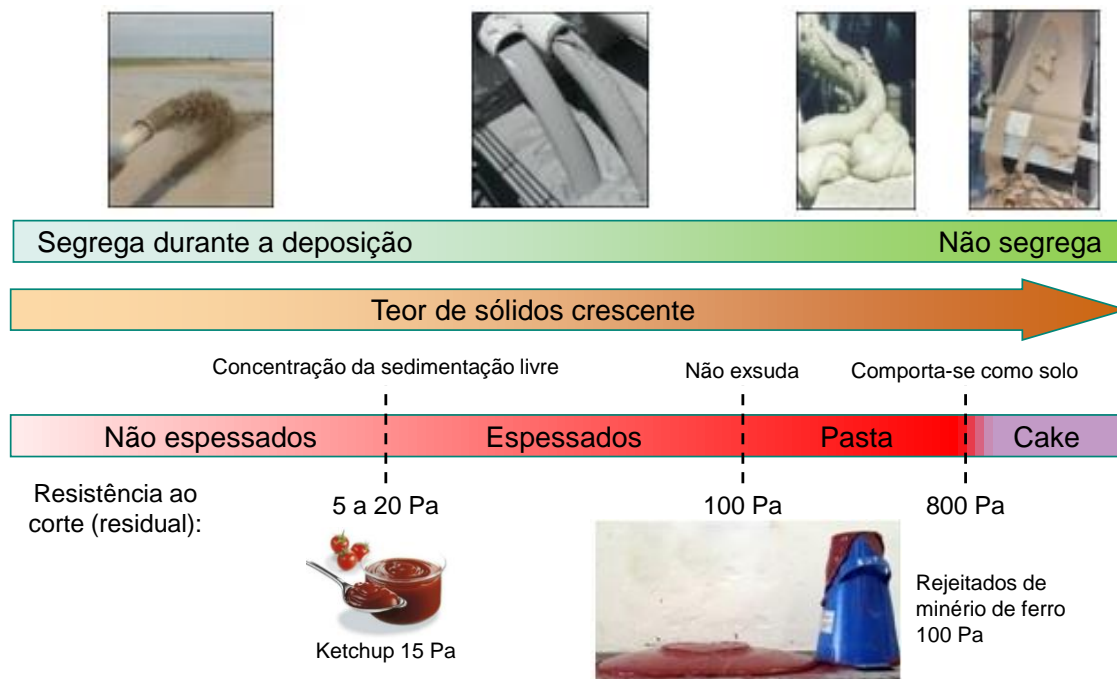 Segrega durante a deposição
Não segrega
Teor de sólidos crescente
Concentração da sedimentação livre
Não exsuda
Comporta-se como solo
Não espessados
Espessados
Pasta
Cake
Resistência ao
corte (residual):
5 a 20 Pa
100 Pa
800 Pa
Ketchup 15 Pa
Rejeitados de
minério de ferro
100 Pa